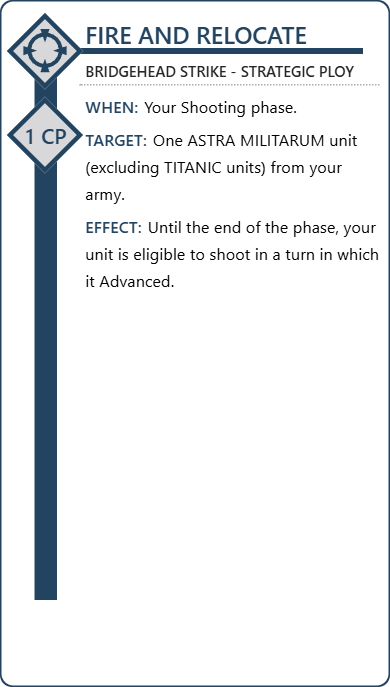 FIRE AND RELOCATE
BRIDGEHEAD STRIKE - STRATEGIC PLOY
WHEN: Your Shooting phase.
1 CP
TARGET: One ASTRA MILITARUM unit
(excluding TITANIC units) from your
army.
EFFECT: Until the end of the phase, your
unit is eligible to shoot in a turn in which
it Advanced.